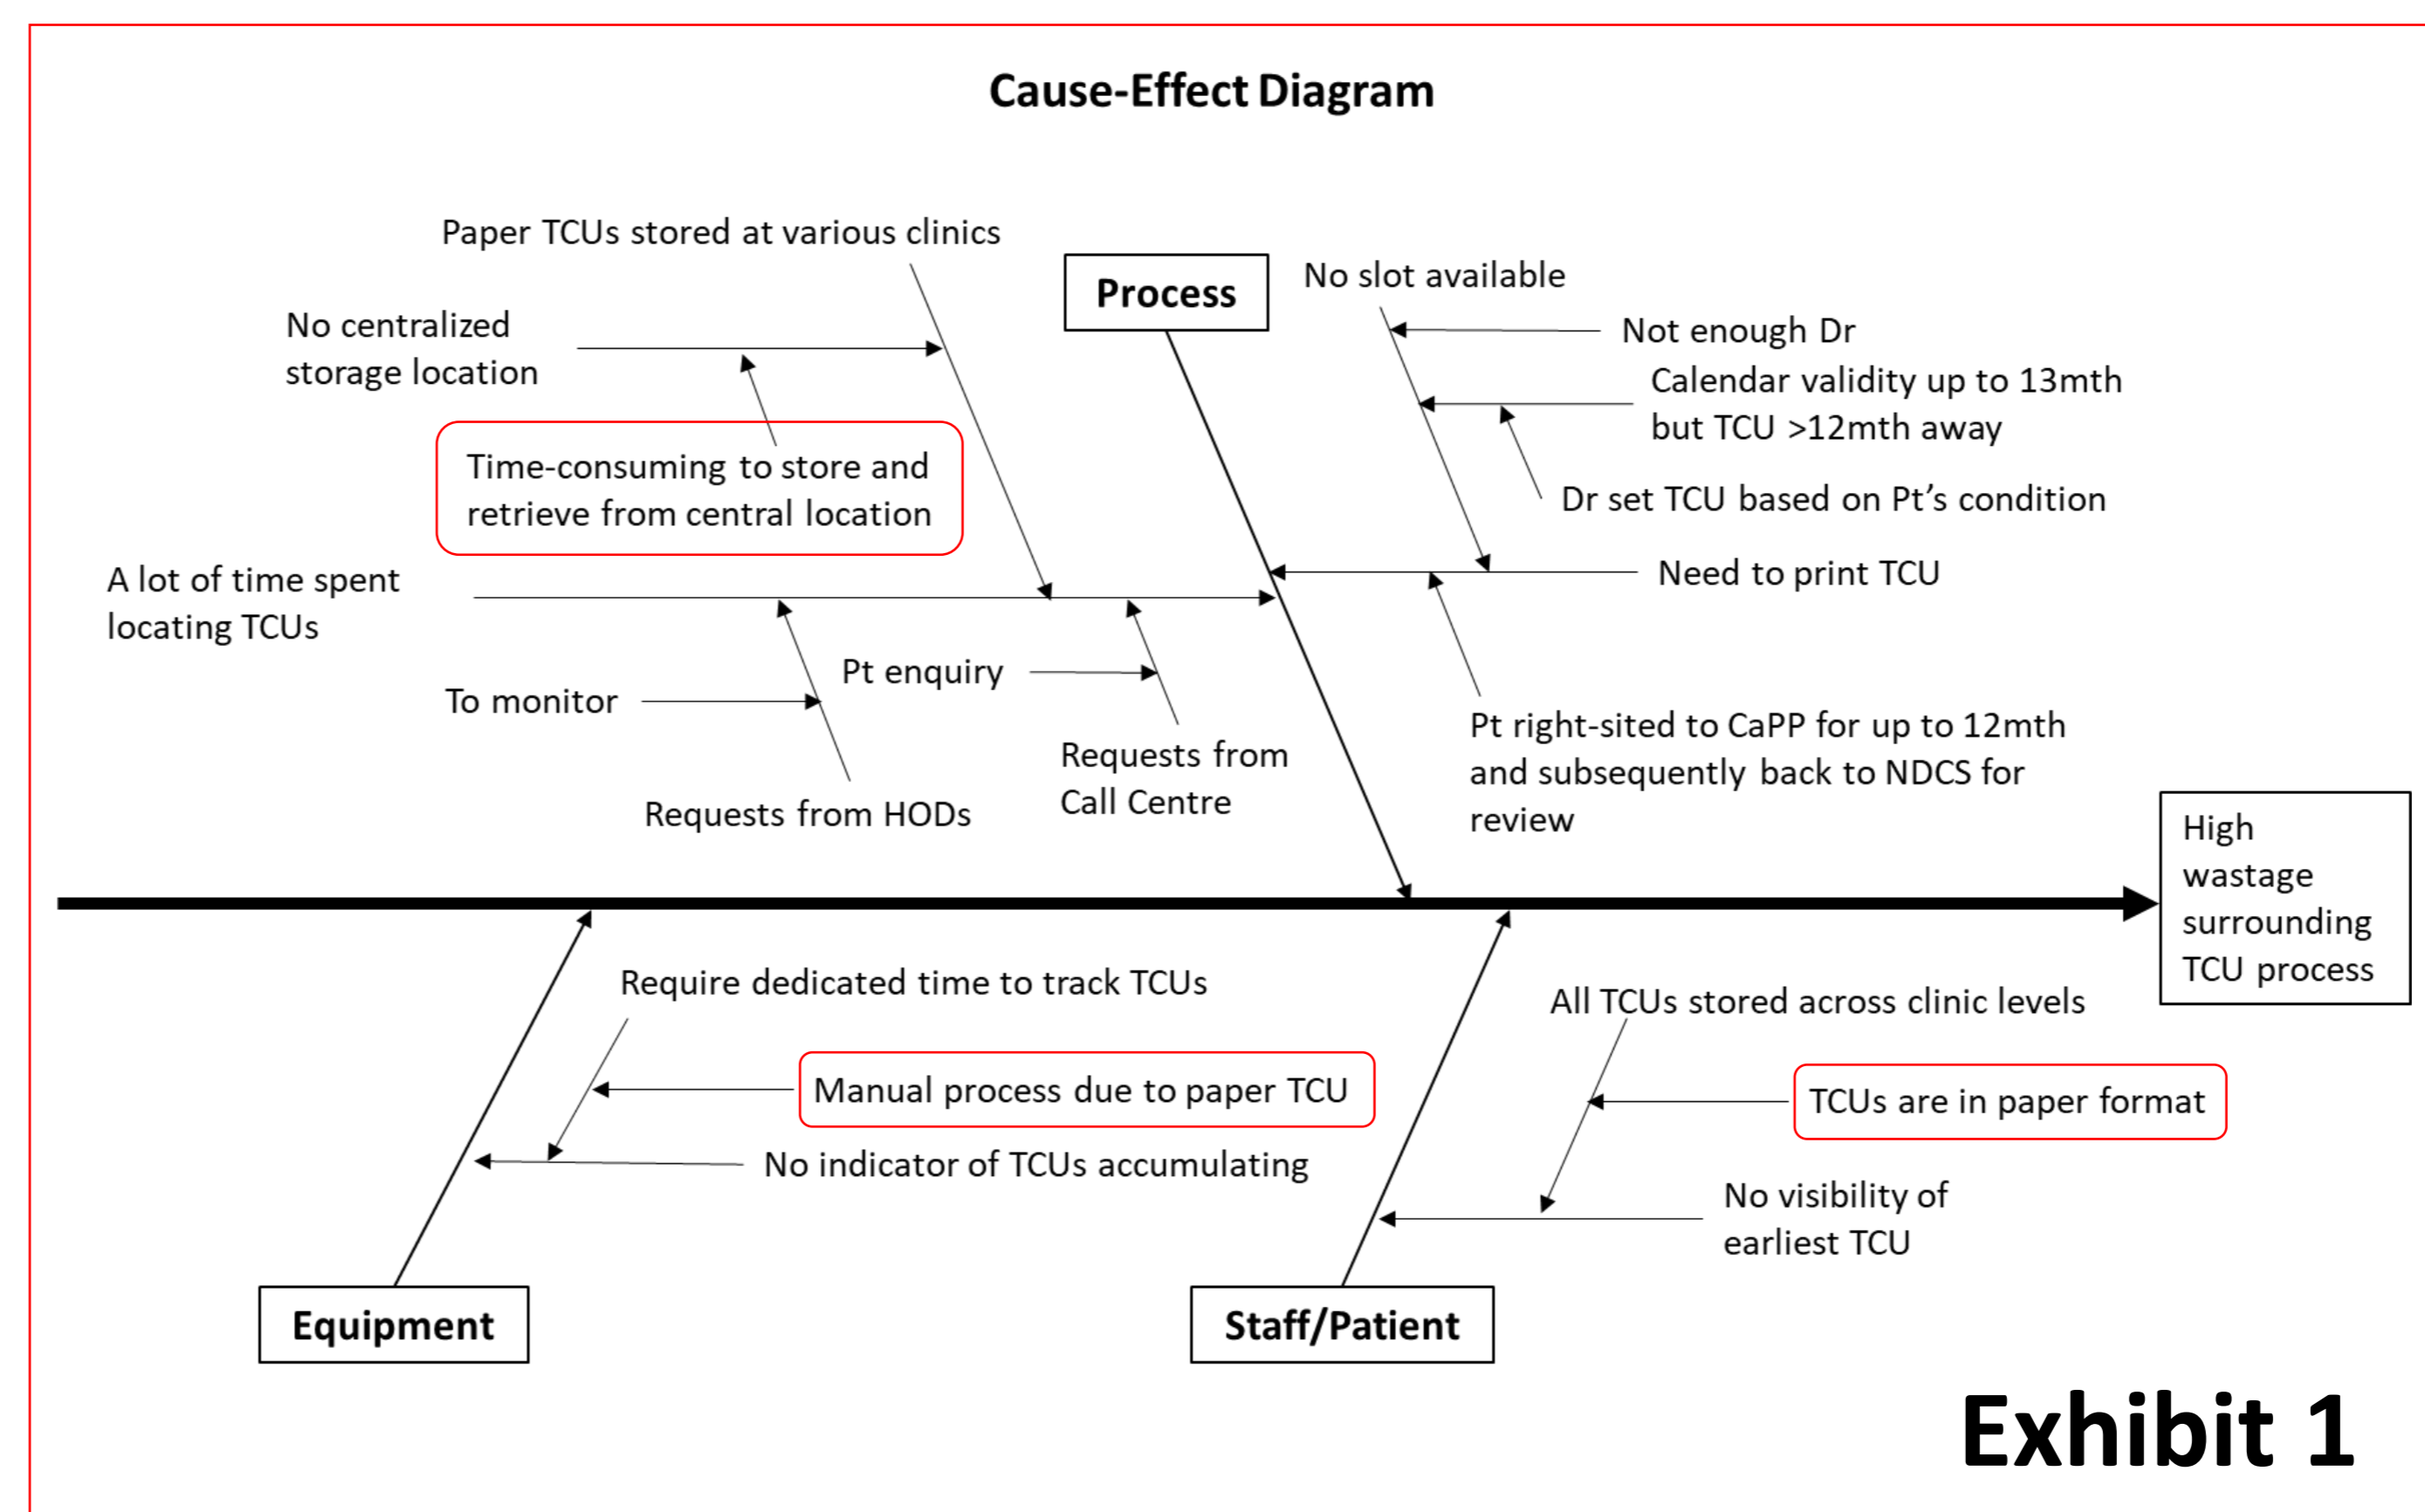 Cause-Effect Diagram
Paper TCUs stored at various clinics
Process
No slot available
No centralized
storage location
Not enough Dr
Calendar validity up to 13mth
but TCU >12mth away
Time-consuming to store and
retrieve from central location
Dr set TCU based on Pt’s condition
A lot of time spent
locating TCUs
Need to print TCU
Pt enquiry
To monitor
Requests from
Call Centre
Pt right-sited to CaPP for up to 12mth
and subsequently back to NDCS for
review
Requests from HODs
High
wastage
surrounding
TCU process
Require dedicated time to track TCUs
All TCUs stored across clinic levels
Manual process due to paper TCU
TCUs are in paper format
No indicator of TCUs accumulating
No visibility of
earliest TCU
Equipment
Staff/Patient
Exhibit 1